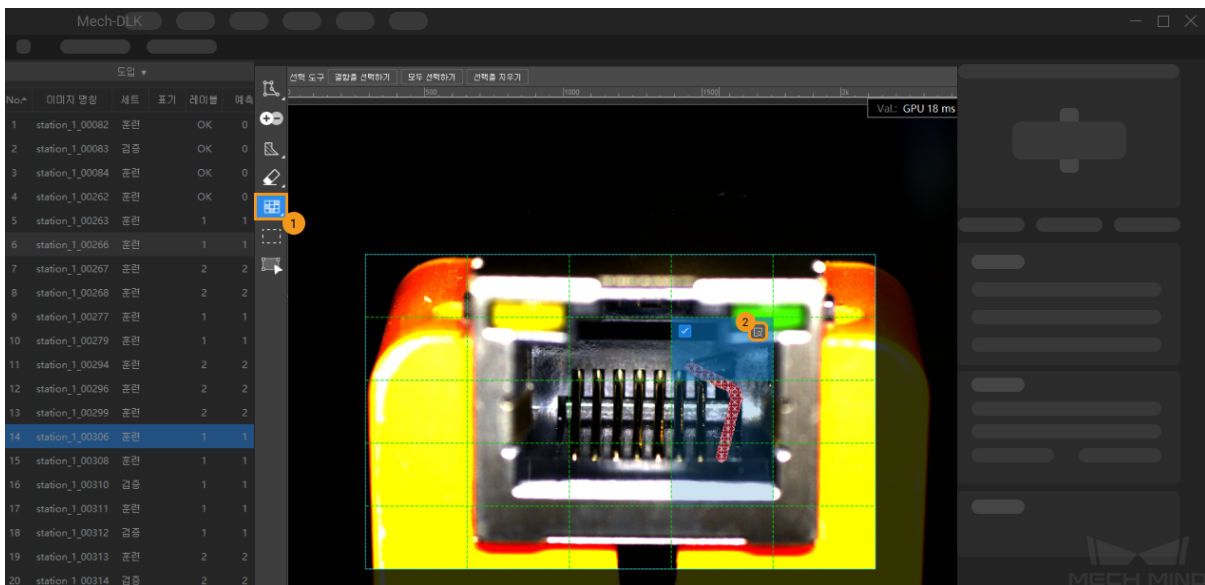 Mech-DLK
도입 ▾
선택 도구 결함을 선택하기 모두 선택하기 선택을 지우기
No. 이미지 명칭 세트 표기 레이블 예측
500 1000 1500 2k
Val.: GPU 18 ms
1 station_1_00082 훈련 OK 0
2 station_1_00083 검증 OK 0
3 station_1_00084 훈련 OK 0
4 station_1_00262 훈련 OK 0
5 station_1_00263 훈련 1 1
1
6 station_1_00266 훈련 1 1
7 station_1_00267 훈련 2 2
8 station_1_00268 훈련 2 2
9 station_1_00277 훈련 1 1
2
10 station_1_00279 훈련 1 1
11 station_1_00294 훈련 2 2
12 station_1_00296 훈련 2 2
13 station_1_00299 훈련 2 2
14 station_1_00306 훈련 1 1
15 station_1_00308 훈련 1 1
16 station_1_00310 검증 1 1
17 station_1_00311 훈련 1 1
18 station_1_00312 검증 1 1
19 station_1_00313 훈련 2 2
20 station_1_00314 검증 2 2
MECH MIND